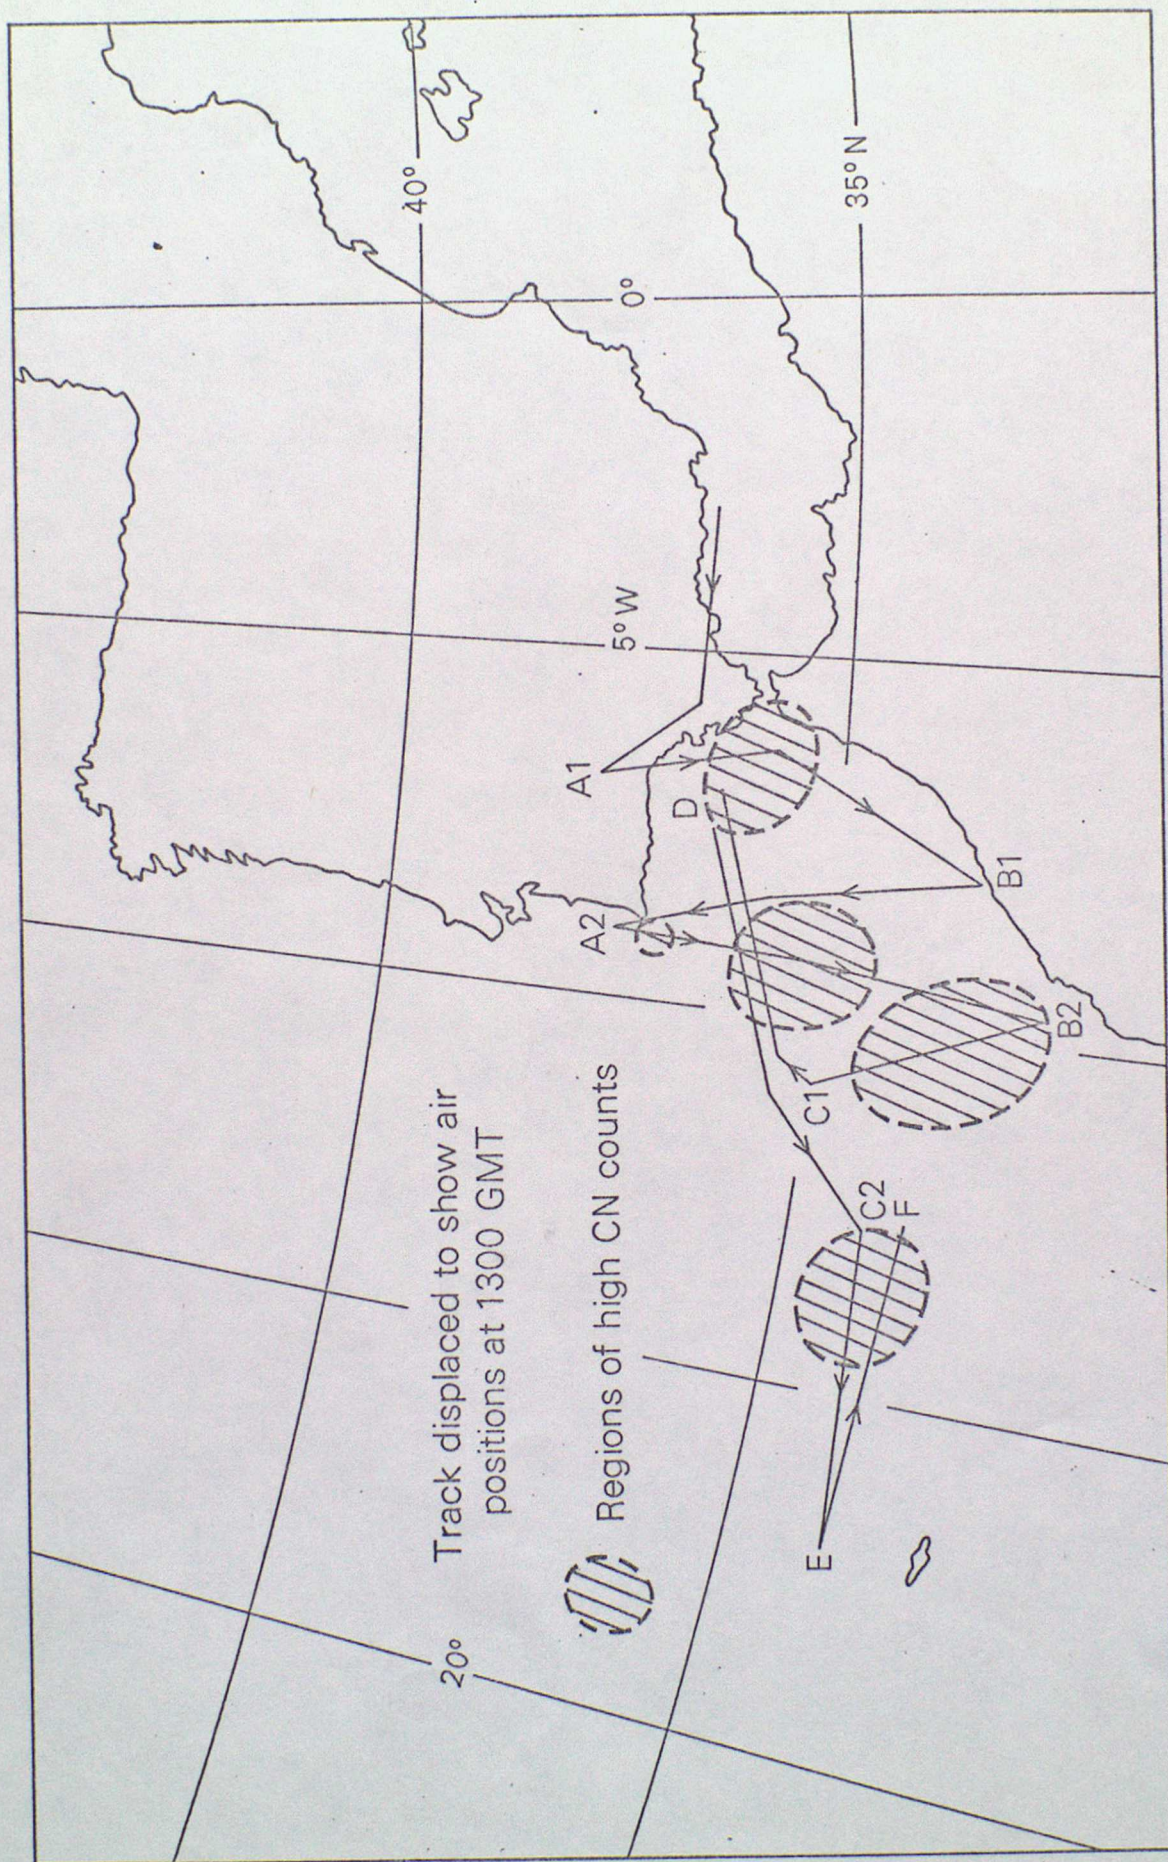 40°
35°N
0°
5°W
A1
D
A2
B1
B2
C1
C2
F
E
Track displaced to show air
positions at 1300 GMT
Regions of high CN counts
20°